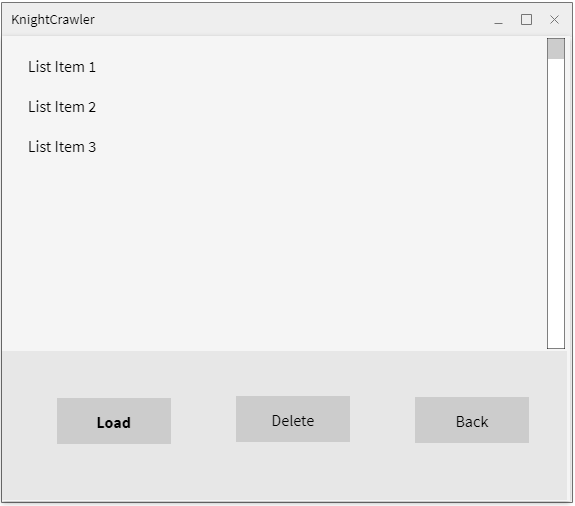 KnightCrawler
List Item 1
List Item 2
List Item 3
Load
Delete
Back